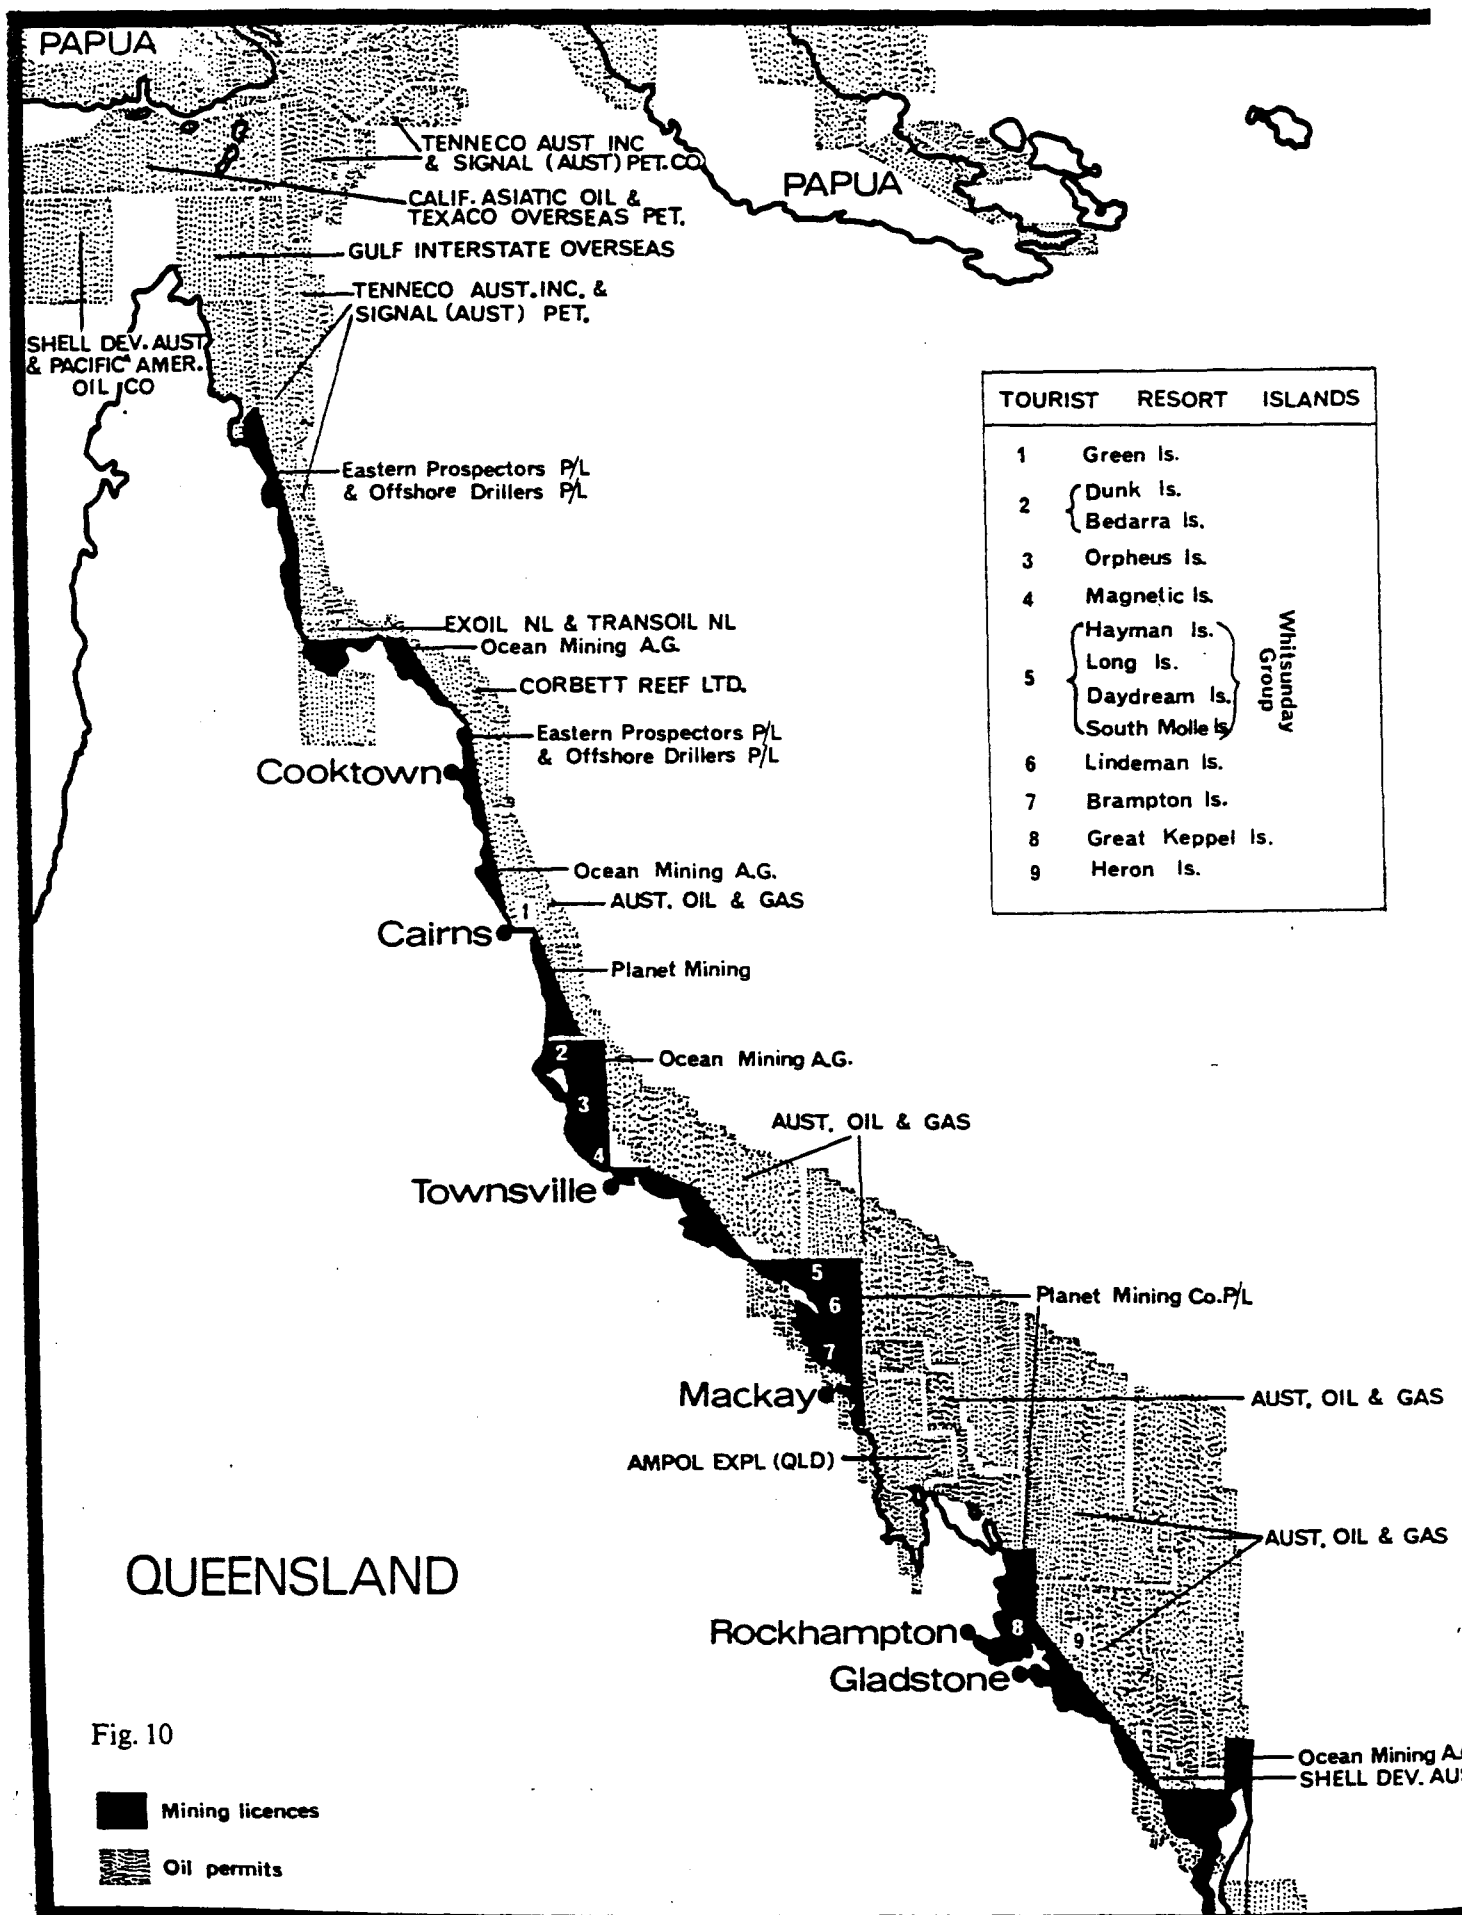 PAPUA
TENNECO AUST INC
& SIGNAL (AUST) PET. CO.
PAPUA
CALIF. ASIATIC OIL &
TEXACO OVERSEAS PET.
GULF INTERSTATE OVERSEAS
TENNECO AUST. INC. &
SIGNAL (AUST) PET.
SHELL DEV. AUST
& PACIFIC AMER.
OIL CO
TOURIST RESORT ISLANDS
1 Green Is.
2 Dunk Is.
Bedarra Is.
3 Orpheus Is.
4 Magnetic Is.
5 Hayman Is.
Long Is.
Daydream Is.
South Molle Is
Whitsunday
Group
6 Lindeman Is.
7 Brampton Is.
8 Great Keppel Is.
9 Heron Is.
Eastern Prospectors P/L
& Offshore Drillers P/L
EXOIL NL & TRANSOIL NL
Ocean Mining A.G.
CORBETT REEF LTD.
Eastern Prospectors P/L
& Offshore Drillers P/L
Cooktown
Ocean Mining A.G.
AUST. OIL & GAS
1
Cairns
Planet Mining
2
Ocean Mining A.G.
3
AUST. OIL & GAS
4
Townsville
5
Planet Mining Co. P/L
6
7
Mackay
AUST. OIL & GAS
AMPOL EXPL (QLD)
AUST. OIL & GAS
QUEENSLAND
Rockhampton
8
9
Gladstone
Fig. 10
Ocean Mining A.
SHELL DEV. AU
Mining licences
Oil permits